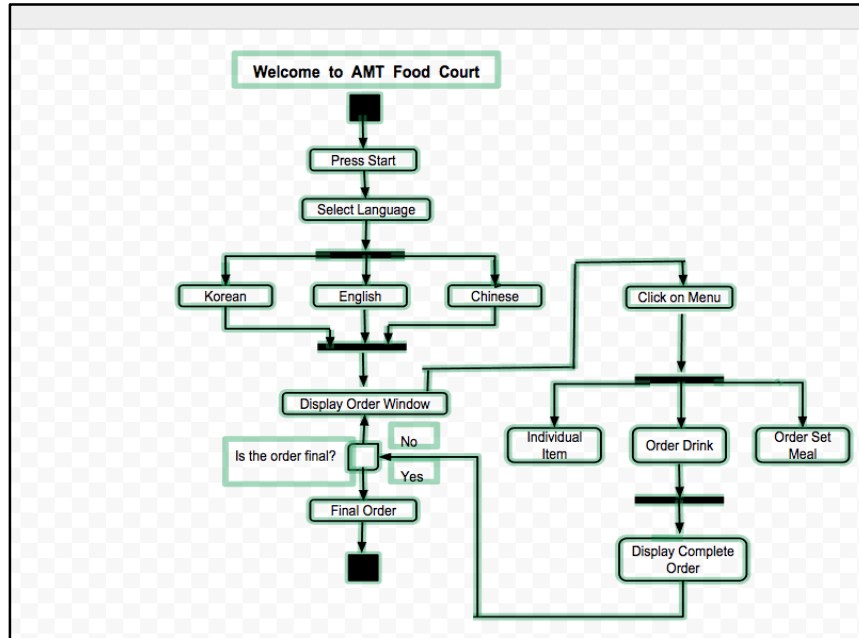 Welcome to AMT Food Court
Press Start
Select Language
Korean
English
Chinese
Click on Menu
Display Order Window
Individual
Item
Order Drink
Order Set
Meal
Is the order final?
No
Yes
Final Order
Display Complete
Order